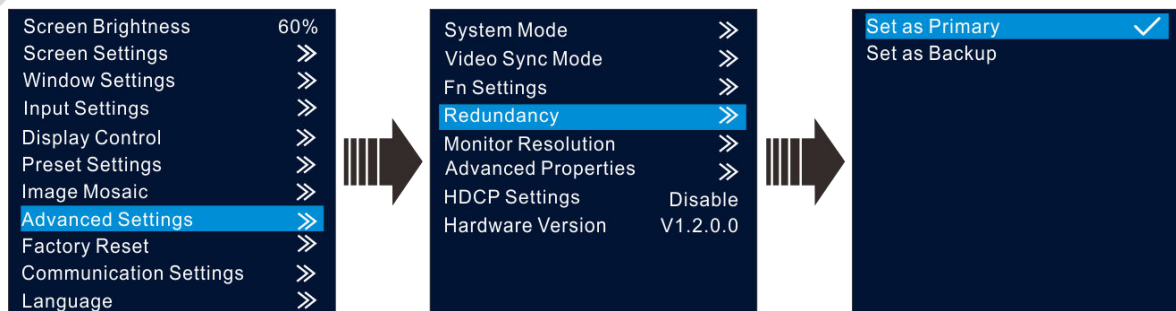 Screen Brightness 60%
Screen Settings
Window Settings
Input Settings
Display Control
Preset Settings
Image Mosaic
Advanced Settings
Factory Reset
Communication Settings
Language
System Mode
Video Sync Mode
Fn Settings
Redundancy
Monitor Resolution
Advanced Properties
HDCP Settings Disable
Hardware Version V1.2.0.0
Set as Primary
Set as Backup